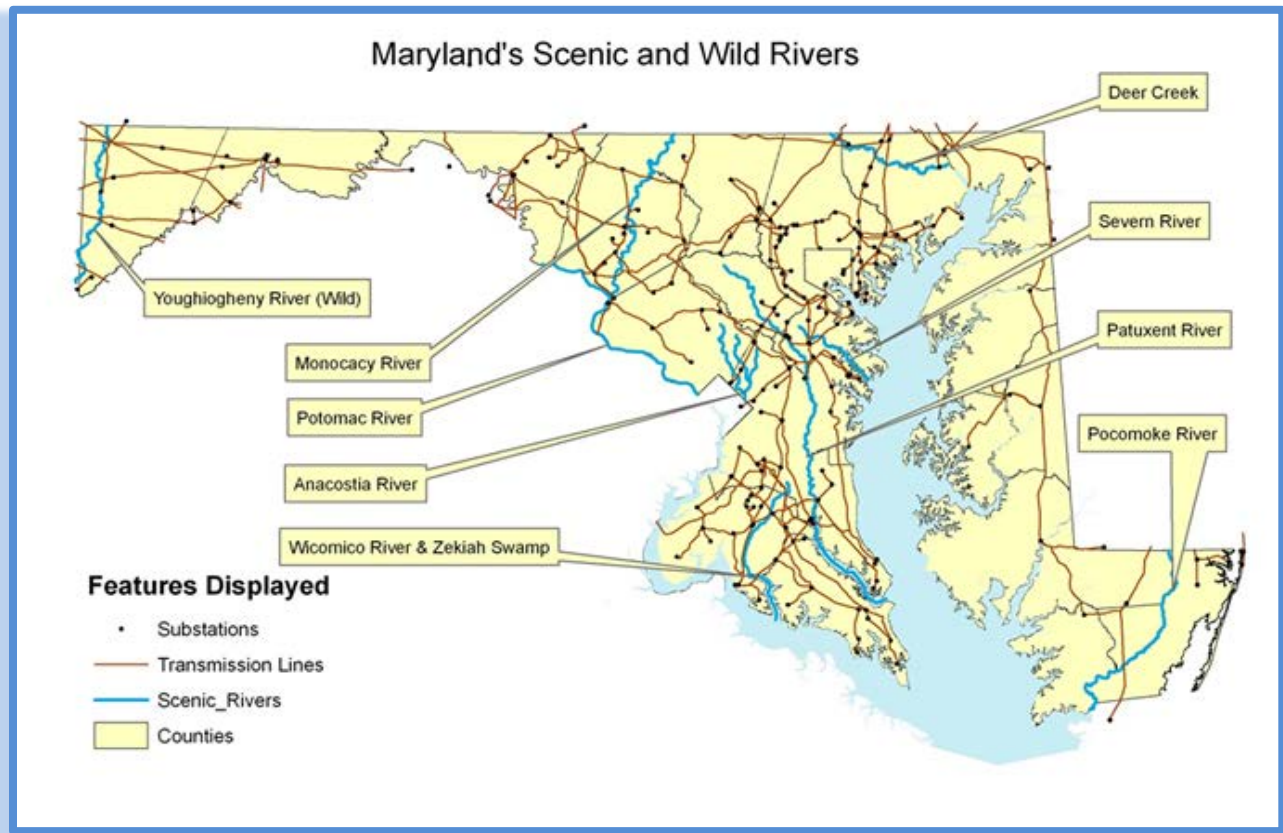 Maryland's Scenic and Wild Rivers
Deer Creek
Severn River
Youghiogheny River (Wild)
Patuxent River
Monocacy River
Potomac River
Pocomoke River
Anacostia River
Wicomico River & Zekiah Swamp
Features Displayed
Substations
Transmission Lines
Scenic_Rivers
Counties